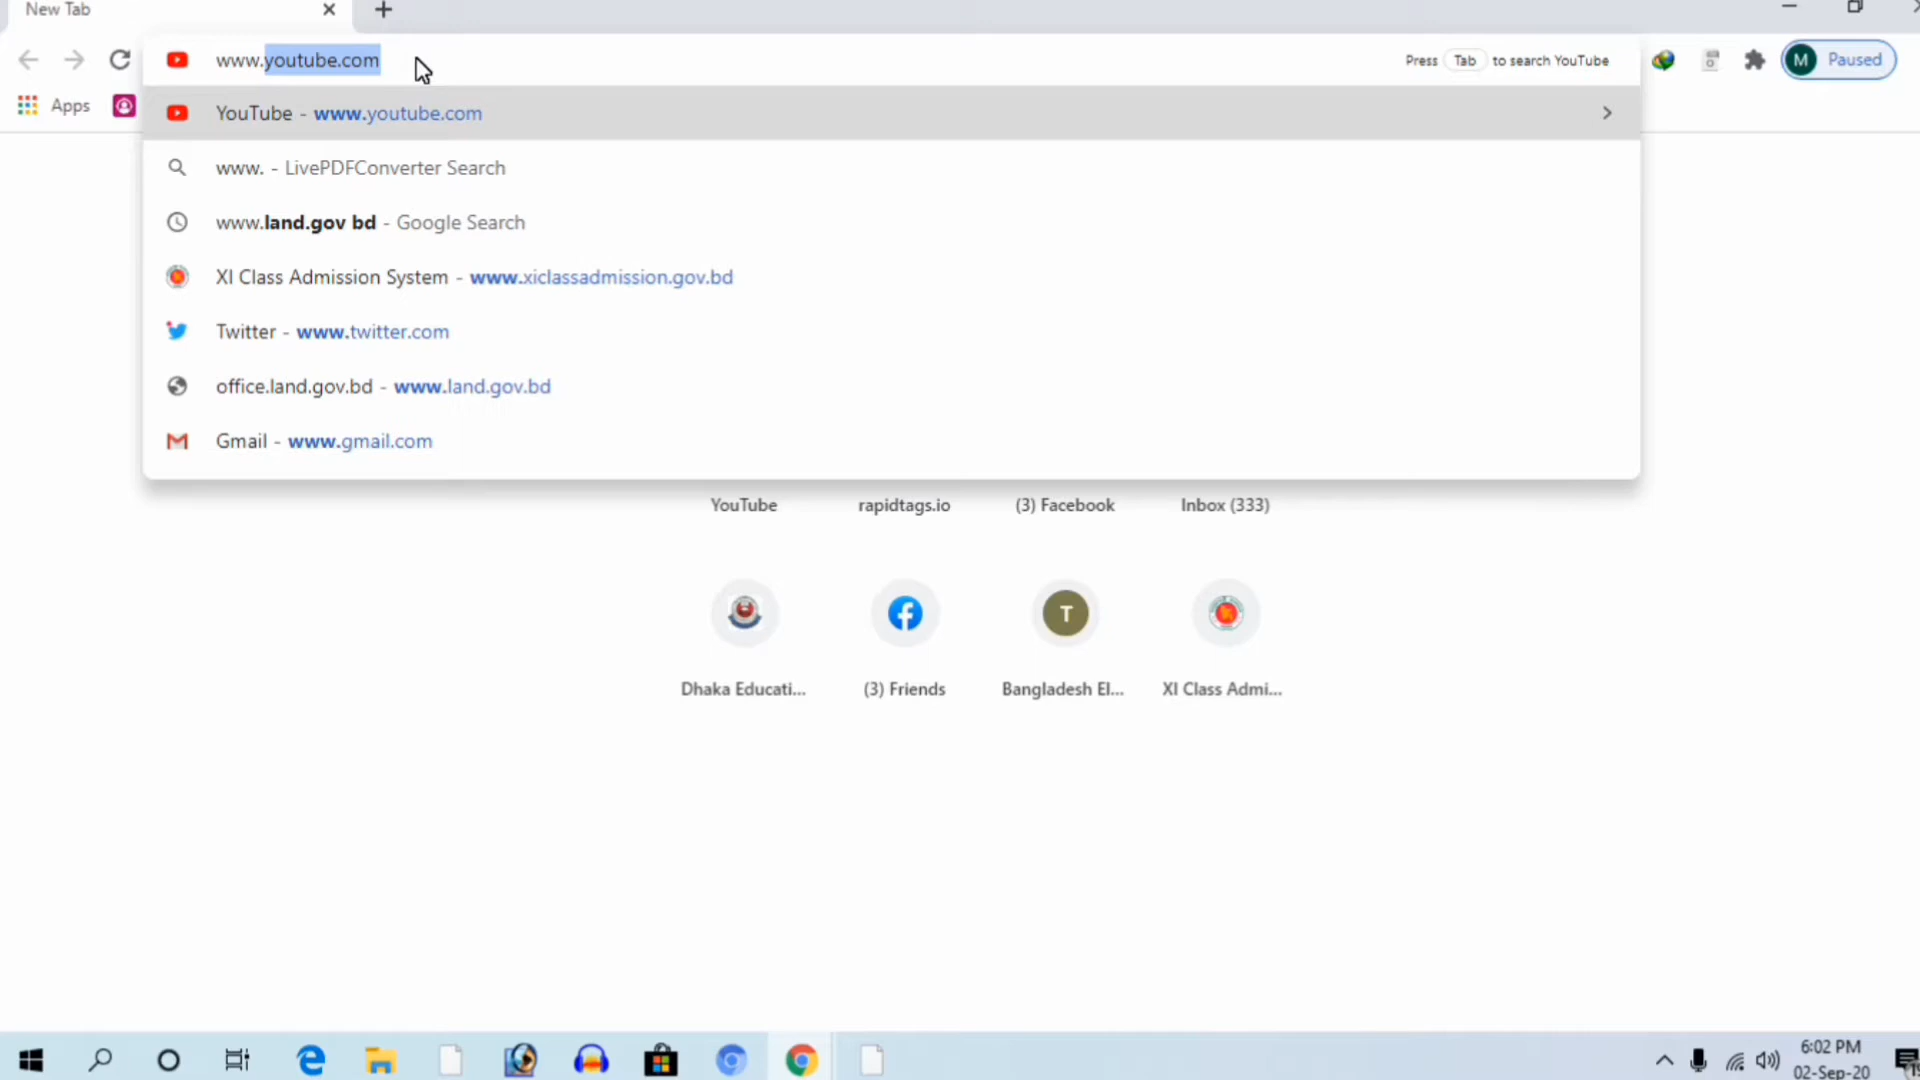 New Tab
www.youtube.com
Press Tab to search YouTube
M Paused
Apps
YouTube - www.youtube.com
www. - LivePDFConverter Search
www.land.gov bd - Google Search
XI Class Admission System - www.xiclassadmission.gov.bd
Twitter - www.twitter.com
office.land.gov.bd - www.land.gov.bd
Gmail - www.gmail.com
YouTube
rapidtags.io
(3) Facebook
Inbox (333)
T
Dhaka Educati...
(3) Friends
Bangladesh El...
XI Class Admi...
6:02 PM
02-Sep-20